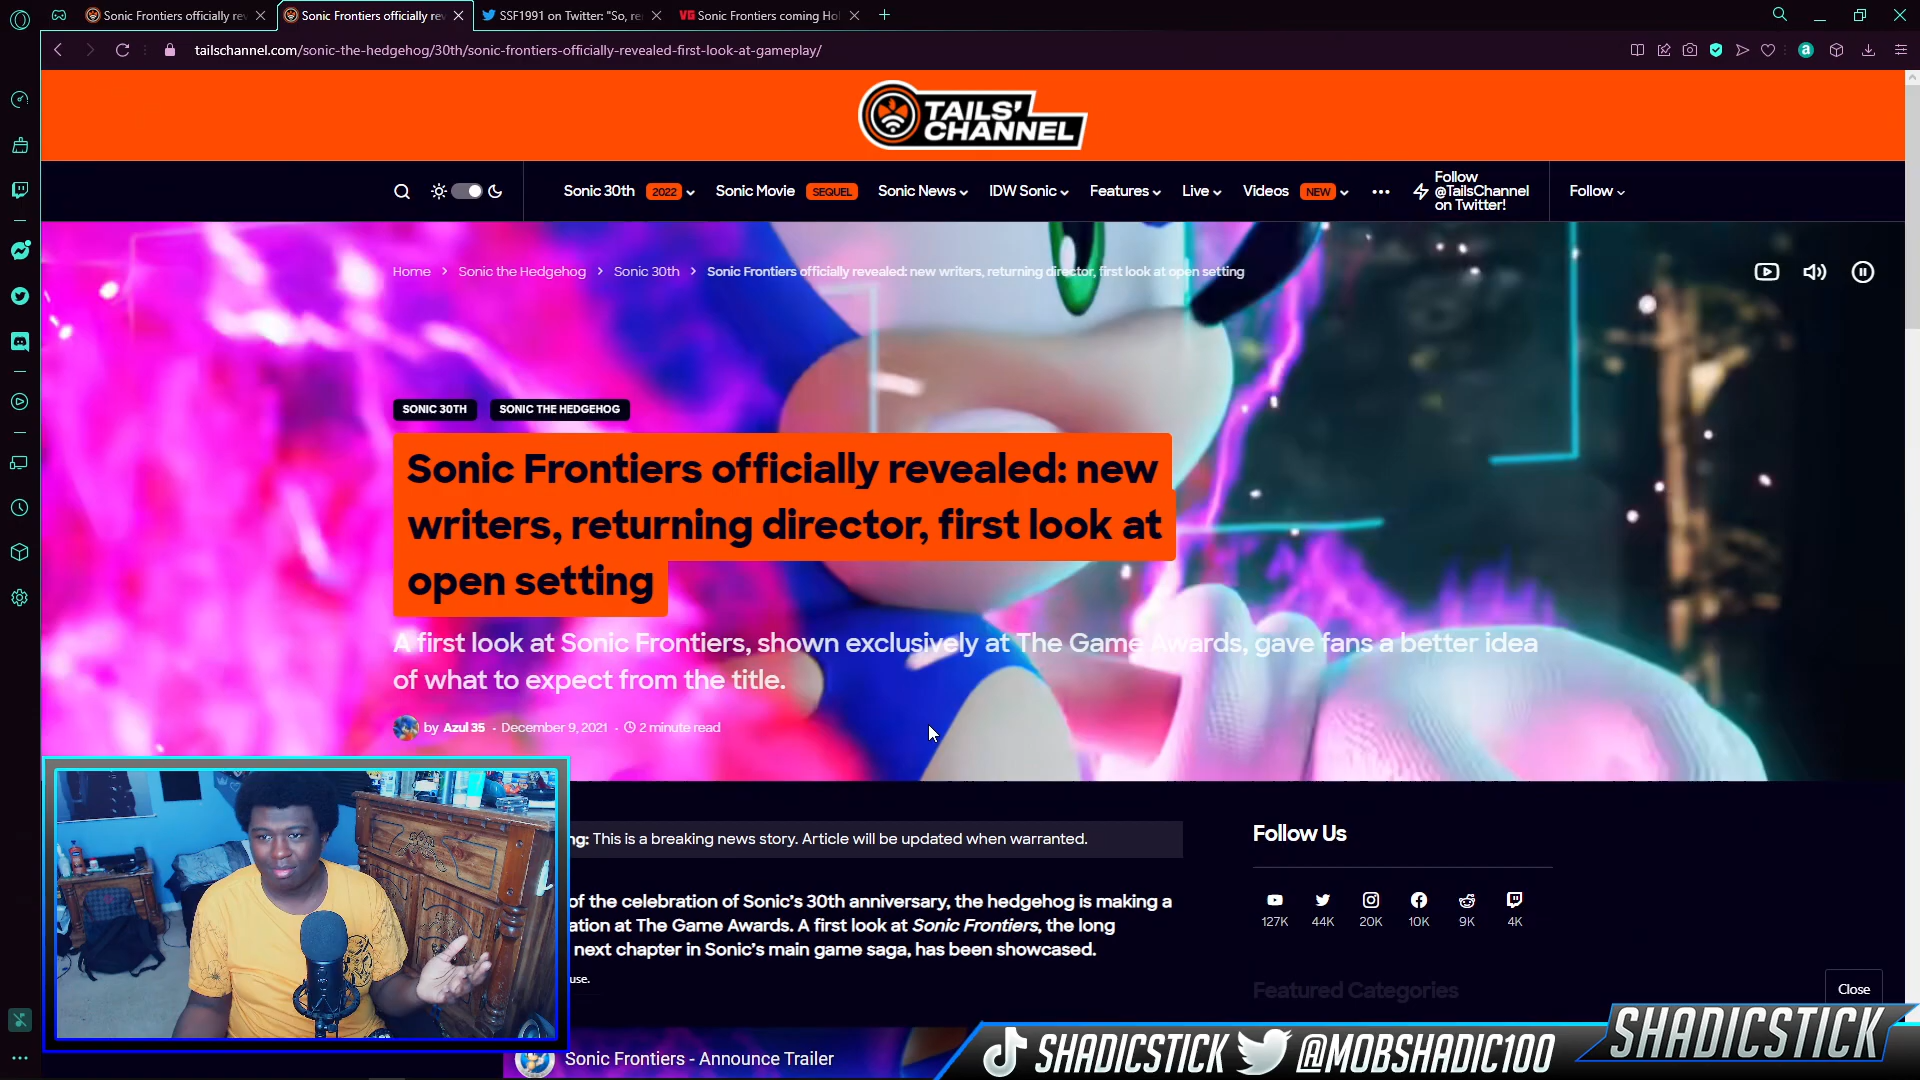 Sonic Frontiers officially rev
Sonic Frontiers officially rev
SSF1991 on Twitter: "So, re
VG Sonic Frontiers coming Hol
tailschannel.com/sonic-the-hedgehog/30th/sonic-frontiers-officially-revealed-first-look-at-gameplay/
a
TAILS'
CHANNEL
Sonic 30th 2022
Sonic Movie SEQUEL
Sonic News
IDW Sonic
Features
Live
Videos NEW
Follow
@TailsChannel
on Twitter!
Follow
Home > Sonic the Hedgehog > Sonic 30th > Sonic Frontiers officially revealed: new writers, returning director, first look at open setting
SONIC 30TH
SONIC THE HEDGEHOG
Sonic Frontiers officially revealed: new
writers, returning director, first look at
open setting
A first look at Sonic Frontiers, shown exclusively at The Game Awards, gave fans a better idea
of what to expect from the title.
by Azul 35 - December 9, 2021 - 2 minute read
ng: This is a breaking news story. Article will be updated when warranted.
of the celebration of Sonic's 30th anniversary, the hedgehog is making a
ation at The Game Awards. A first look at Sonic Frontiers, the long
next chapter in Sonic's main game saga, has been showcased.
use.
Sonic Frontiers - Announce Trailer
Follow Us
127K 44K 20K 10K 9K 4K
Featured Categories
Close
SHADICSTICK @MOBSHADIC100
SHADICSTICK